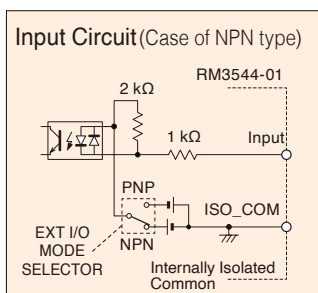 Input Circuit (Case of NPN type)
RM3544-01
2 kΩ
1 kΩ
Input
PNP
ISO_COM
EXT I/O
MODE
SELECTOR
NPN
Internally Isolated
Common